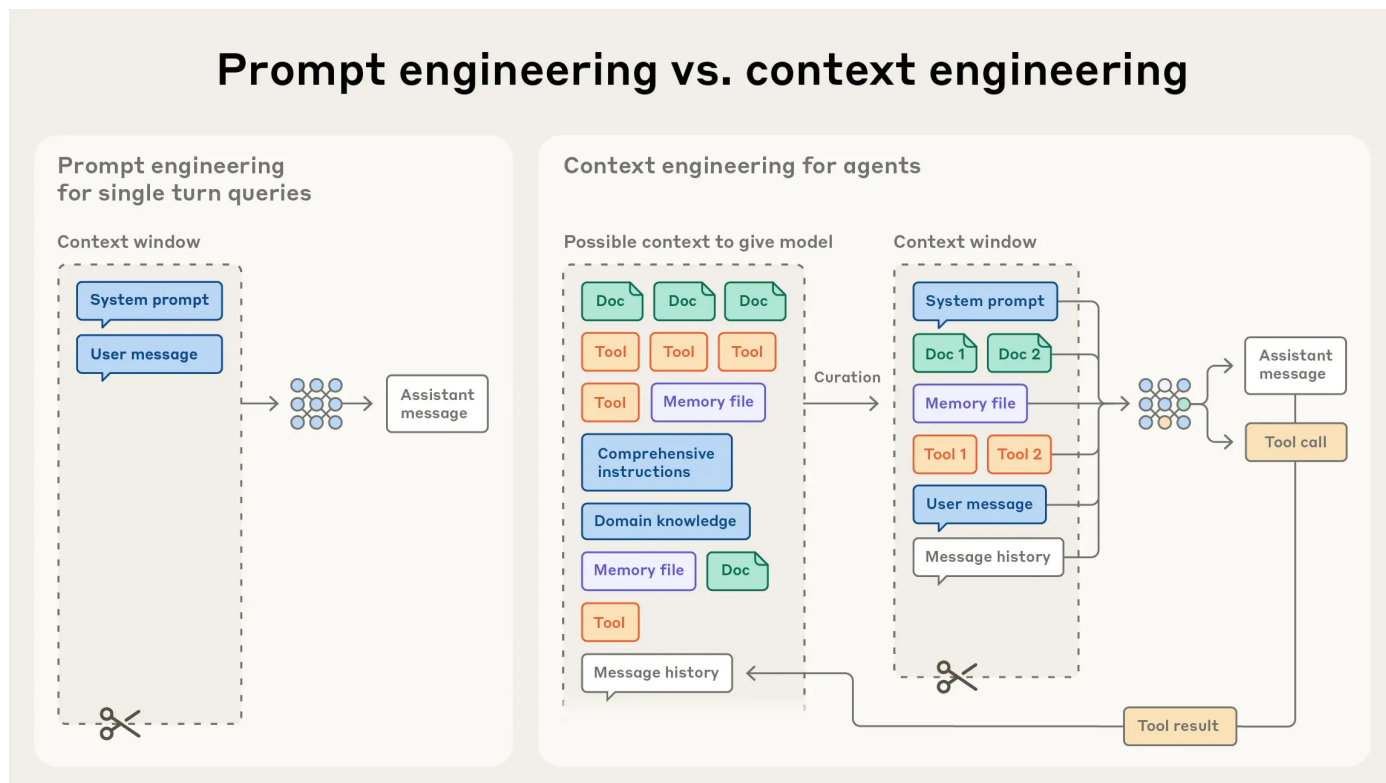 Prompt engineering vs. context engineering
Prompt engineering
for single turn queries
Context window
System prompt
User message
Assistant
message
Context engineering for agents
Possible context to give model
Doc Doc Doc
Tool Tool Tool
Tool Memory file
Comprehensive
instructions
Domain knowledge
Memory file Doc
Tool
Message history
Curation
Context window
System prompt
Doc 1 Doc 2
Memory file
Tool 1 Tool 2
User message
Message history
Assistant
message
Tool call
Tool result